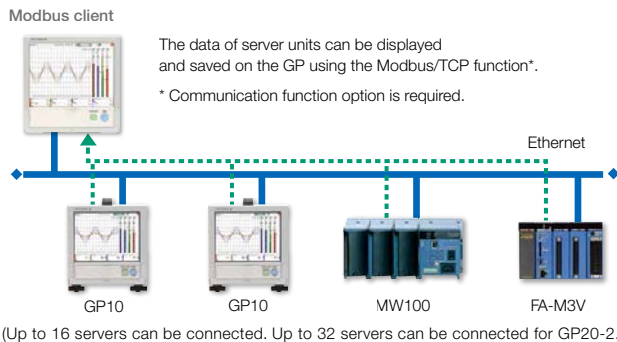 Modbus client
The data of server units can be displayed
and saved on the GP using the Modbus/TCP function*.
* Communication function option is required.
Ethernet
GP10
GP10
MW100
FA-M3V
(Up to 16 servers can be connected. Up to 32 servers can be connected for GP20-2.